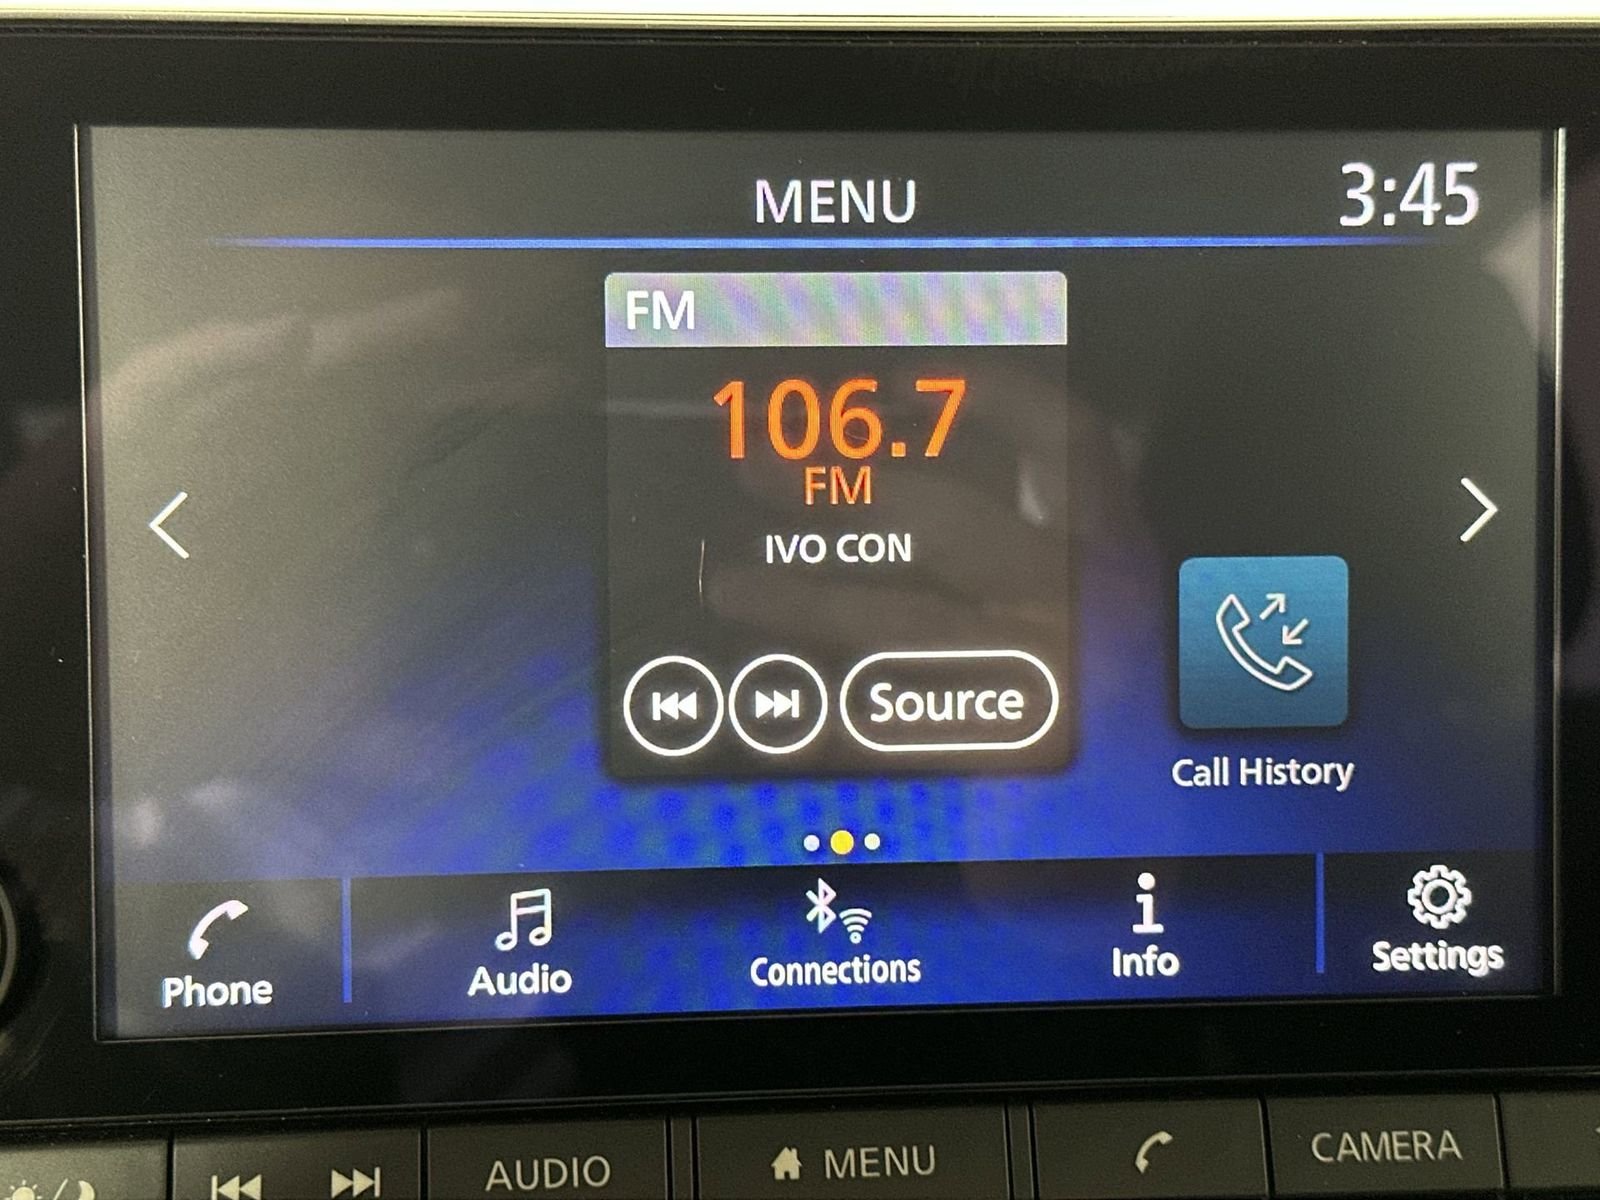 MENU
3:45
FM
106.7
FM
IVO CON
Source
Call History
Phone
Audio
Connections
Info
Settings
AUDIO
MENU
CAMERA